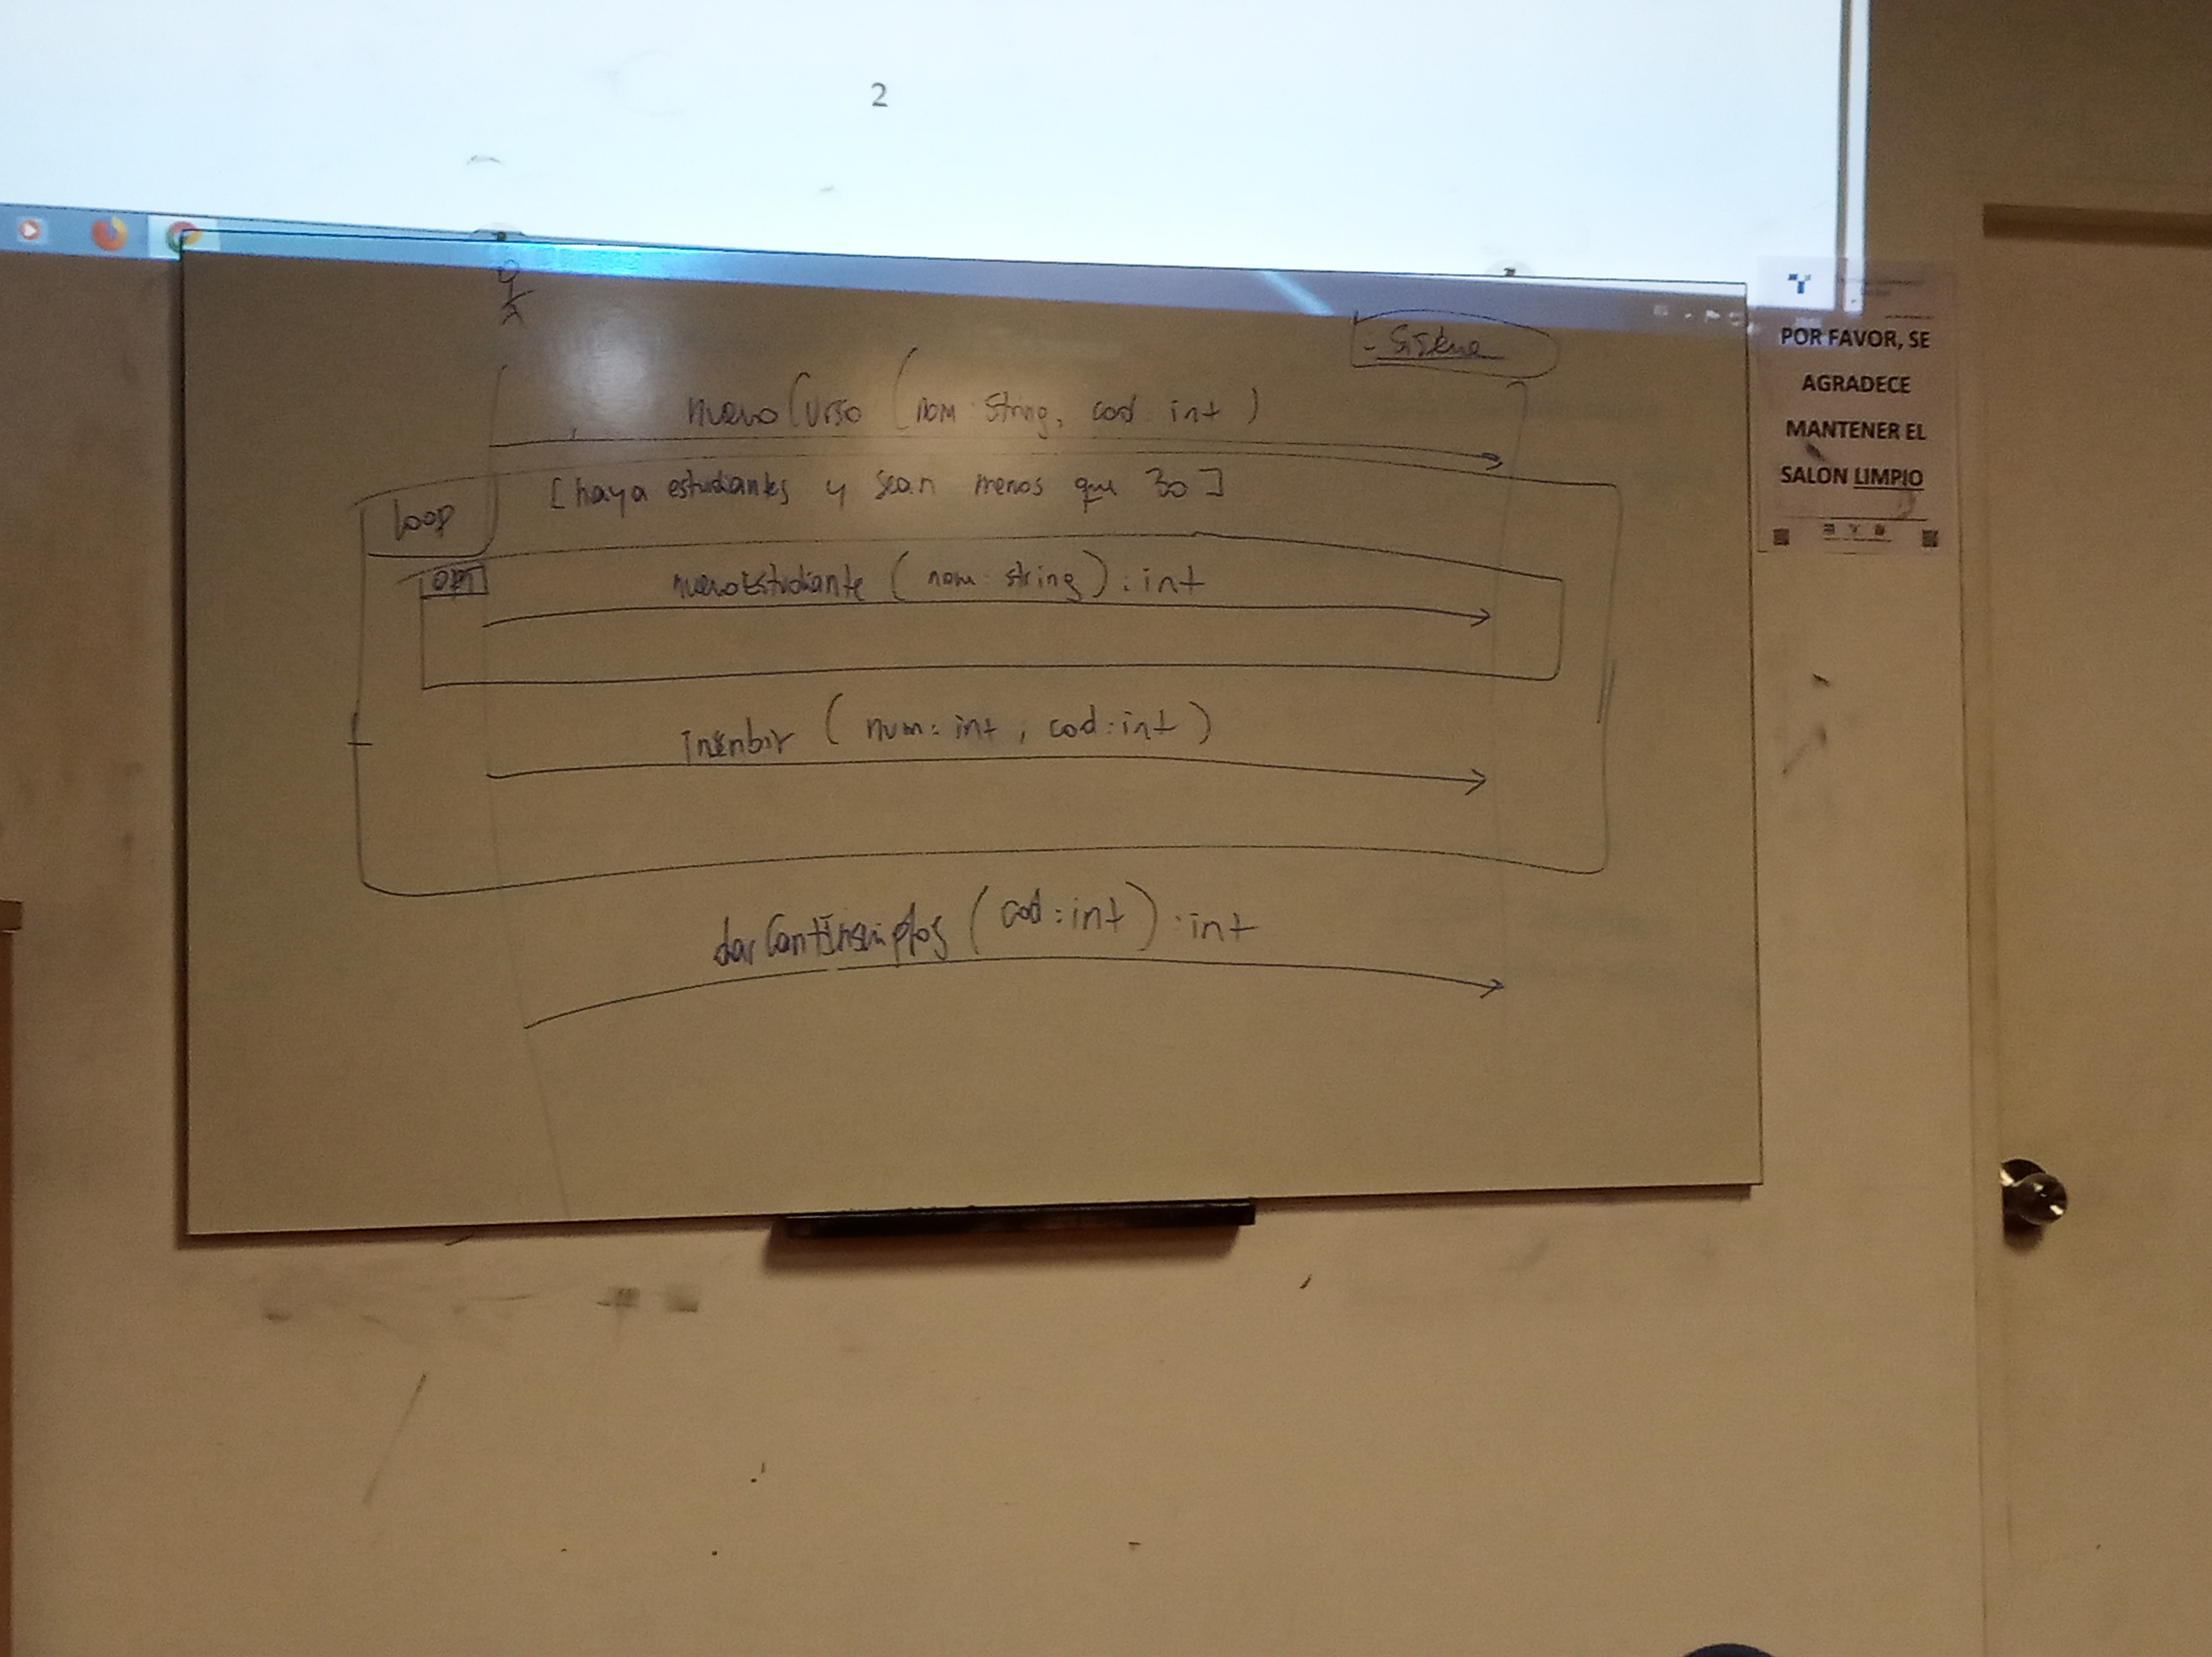 2
: Sistema
nuevoCurso (nom: string, cod: int)
loop
[haya estudiantes y sean menos que 30]
OPT
nuevoEstudiante (nom: string) : int
inscribir (num: int, cod: int)
darCantInscriptos (cod: int) : int
POR FAVOR, SE
AGRADECE
MANTENER EL
SALON LIMPIO